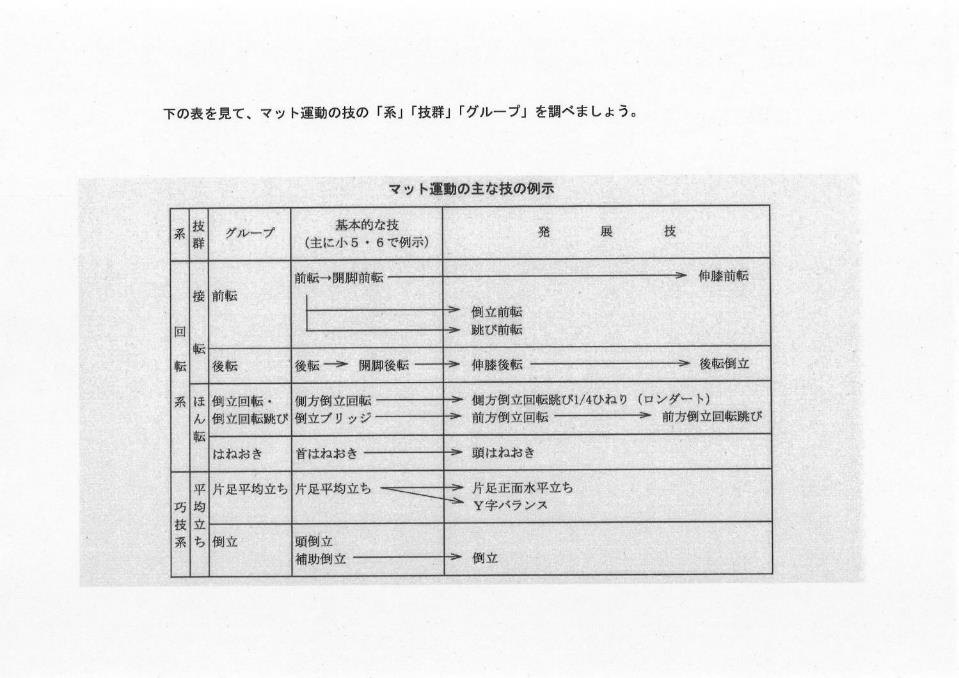 下の表を見て、マット運動の技の「系」「技群」「グループ」を調べましょう。
マット運動の主な技の例示
系 技群 グループ 基本的な技（主に小５・６で例示） 発展技
回転系
接転
前転
前転→開脚前転 → 伸膝前転
→ 倒立前転
→ 跳び前転
後転 後転 → 開脚後転 → 伸膝後転 → 後転倒立
ほん転
倒立回転・ 側方倒立回転 → 側方倒立回転跳び1/4ひねり（ロンダート）
倒立回転跳び 倒立ブリッジ → 前方倒立回転 → 前方倒立回転跳び
はねおき 首はねおき → 頭はねおき
巧技系
平均立ち
片足平均立ち 片足平均立ち → 片足正面水平立ち
→ Ｙ字バランス
倒立 頭倒立
補助倒立 → 倒立